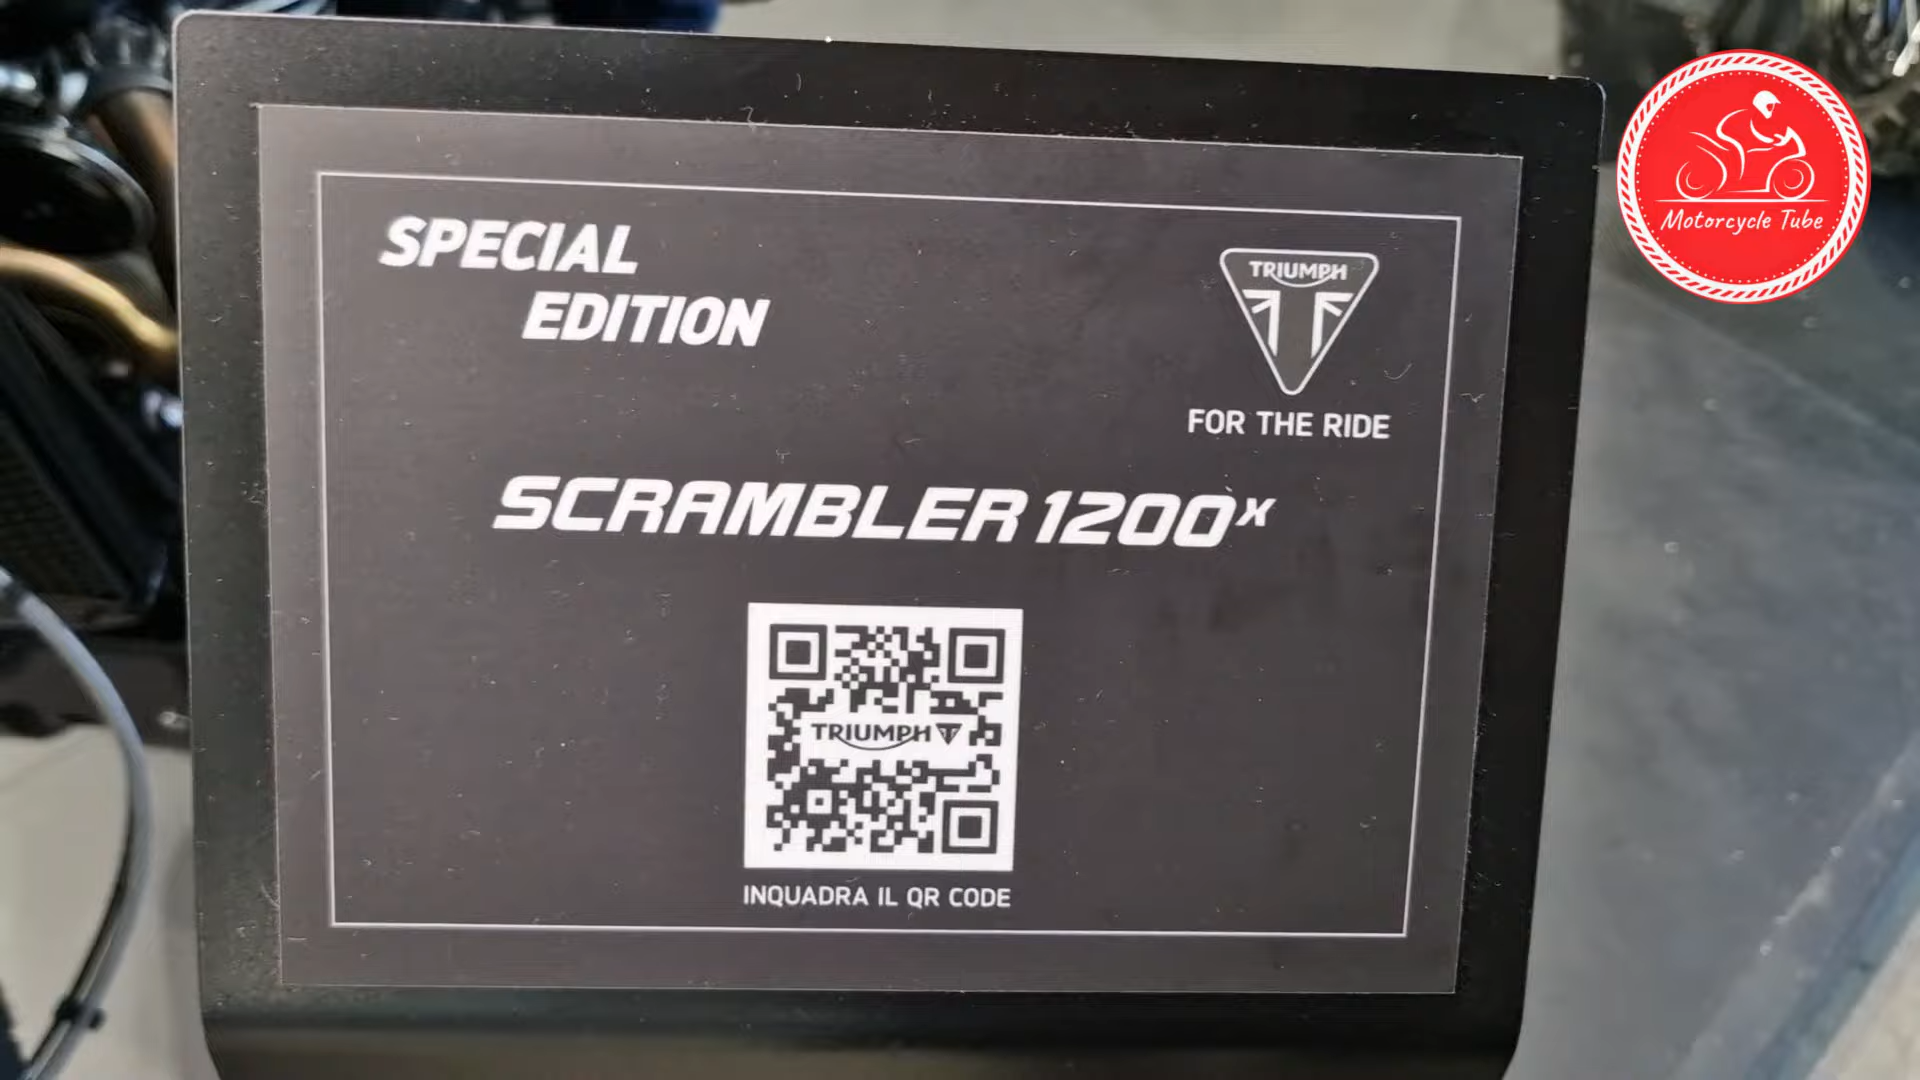 SPECIAL
EDITION
TRIUMPH
FOR THE RIDE
SCRAMBLER 1200X
TRIUMPH
INQUADRA IL QR CODE
Motorcycle Tube